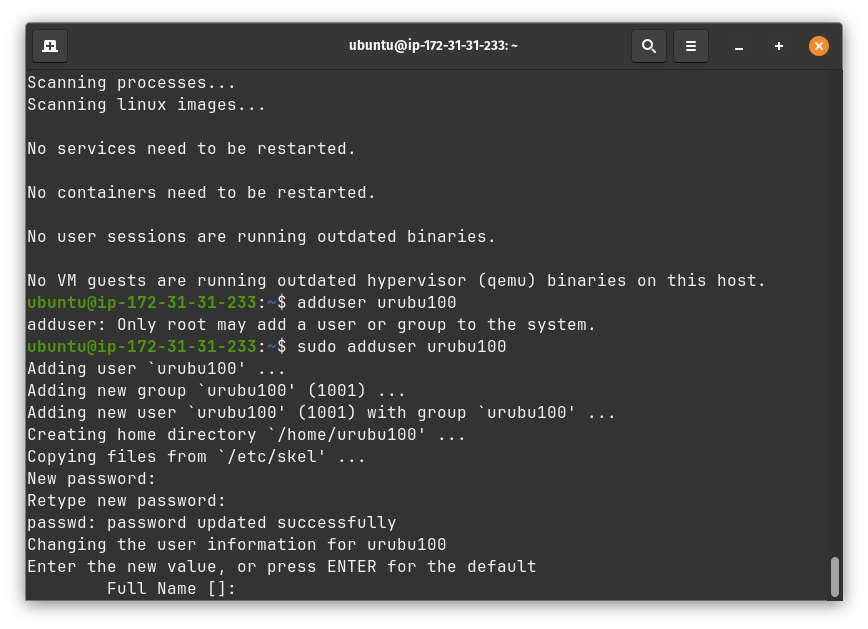 ubuntu@ip-172-31-31-233: ~
Scanning processes...
Scanning linux images...
No services need to be restarted.
No containers need to be restarted.
No user sessions are running outdated binaries.
No VM guests are running outdated hypervisor (qemu) binaries on this host.
ubuntu@ip-172-31-31-233:~$ adduser urubu100
adduser: Only root may add a user or group to the system.
ubuntu@ip-172-31-31-233:~$ sudo adduser urubu100
Adding user `urubu100' ...
Adding new group `urubu100' (1001) ...
Adding new user `urubu100' (1001) with group `urubu100' ...
Creating home directory `/home/urubu100' ...
Copying files from `/etc/skel' ...
New password:
Retype new password:
passwd: password updated successfully
Changing the user information for urubu100
Enter the new value, or press ENTER for the default
Full Name []: